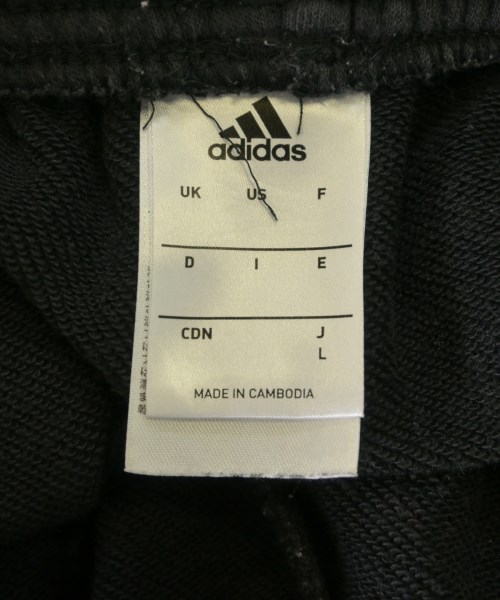 adidas
UK US F
D I E
CDN J
L
MADE IN CAMBODIA